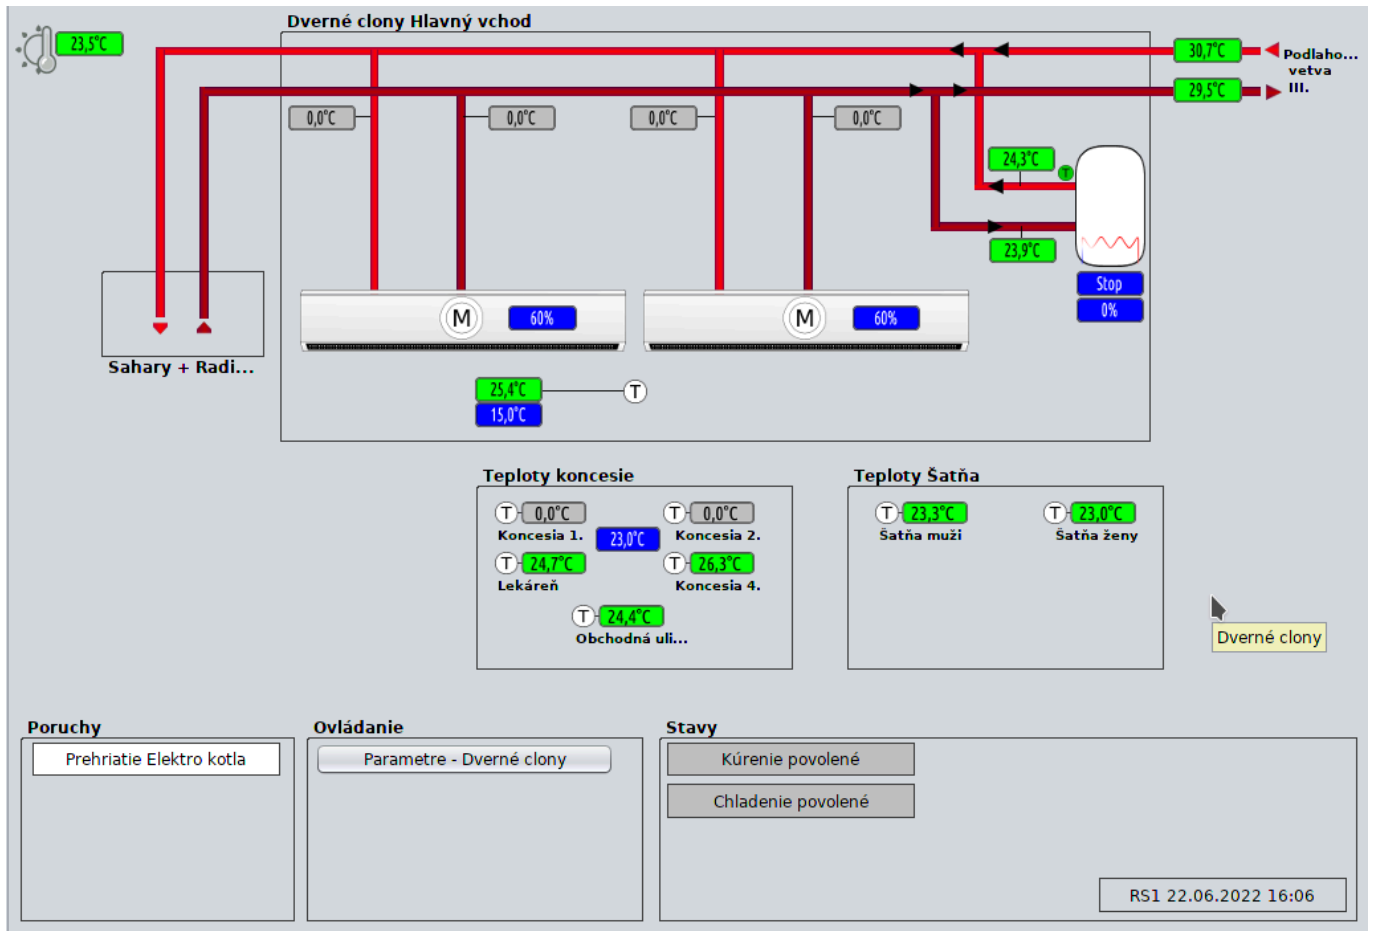 Dverné clony Hlavný vchod
23,5°C
30,7°C
Podlaho...
vetva
III.
29,5°C
0,0°C
0,0°C
0,0°C
0,0°C
24,3°C
T
23,9°C
Stop
0%
M
60%
M
60%
Sahary + Radi...
25,4°C
T
15,0°C
Teploty koncesie
T
0,0°C
T
0,0°C
Koncesia 1.
23,0°C
Koncesia 2.
T
24,7°C
T
26,3°C
Lekáreň
Koncesia 4.
T
24,4°C
Obchodná uli...
Teploty Šatňa
T
23,3°C
T
23,0°C
Šatňa muži
Šatňa ženy
Dverné clony
Poruchy
Prehriatie Elektro kotla
Ovládanie
Parametre - Dverné clony
Stavy
Kúrenie povolené
Chladenie povolené
RS1 22.06.2022 16:06